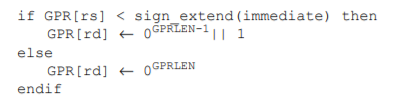 if GPR[rs] < sign_extend(immediate) then
GPR[rd] ← 0^GPRLEN-1|| 1
else
GPR[rd] ← 0^GPRLEN
endif